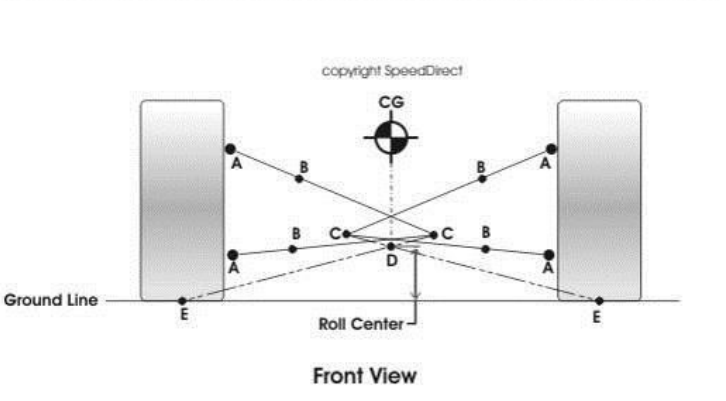 copyright SpeedDirect
CG
A A
B B
B C C B
A D A
Ground Line
E E
Roll Center
Front View